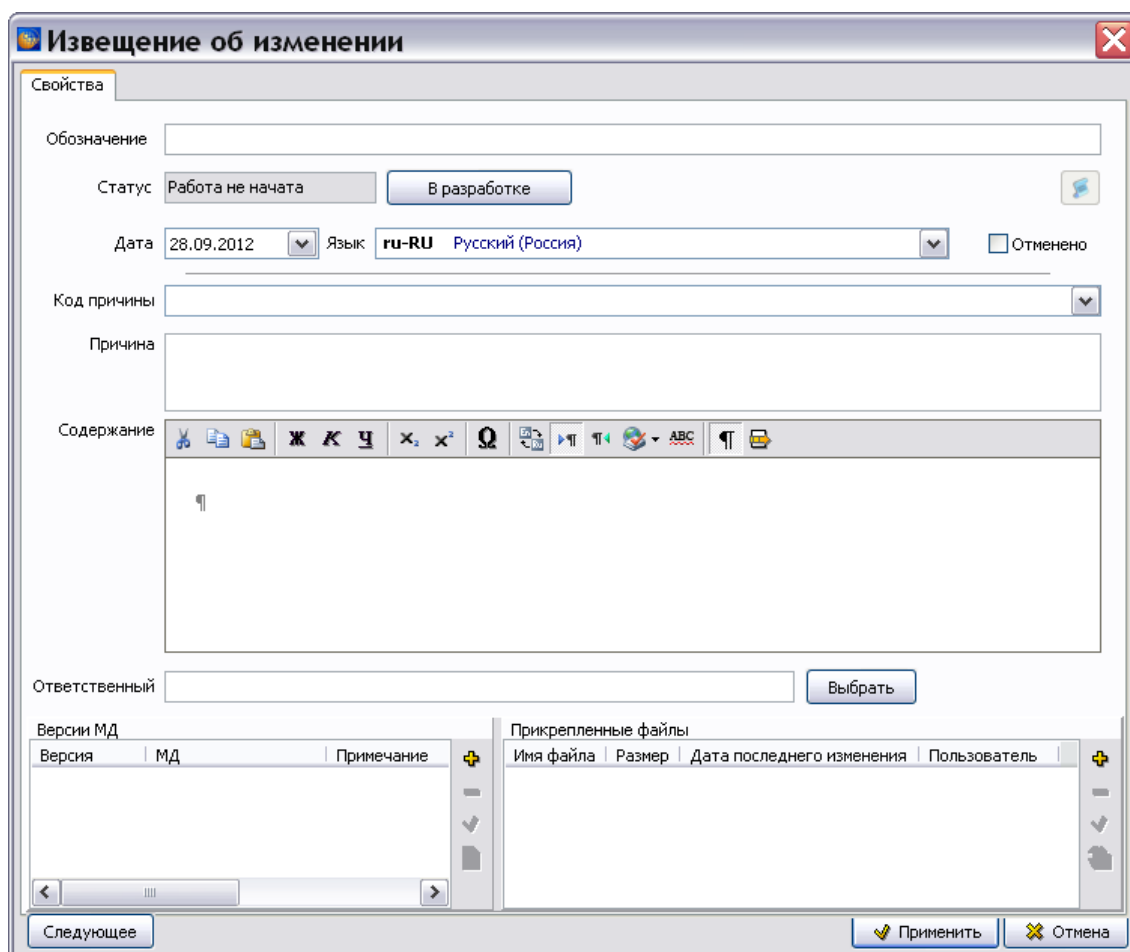 Извещение об изменении
Свойства
Обозначение
Статус Работа не начата В разработке
Дата 28.09.2012 Язык ru-RU Русский (Россия) Отменено
Код причины
Причина
Содержание Ж К Ч X₂ X² Ω ¶ ¶ ABC ¶
¶
Ответственный Выбрать
Версии МД Прикрепленные файлы
Версия МД Примечание Имя файла Размер Дата последнего изменения Пользователь
Следующее Применить Отмена